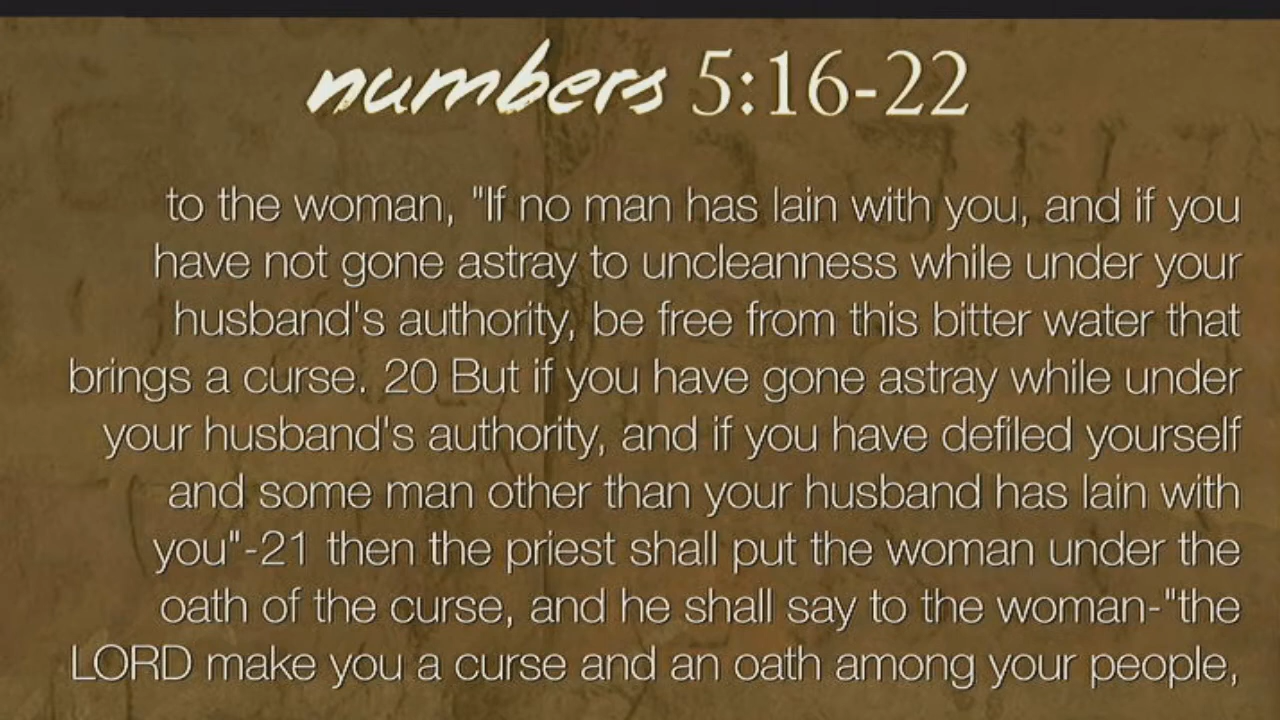 numbers 5:16-22
to the woman, "If no man has lain with you, and if you
have not gone astray to uncleanness while under your
husband's authority, be free from this bitter water that
brings a curse. 20 But if you have gone astray while under
your husband's authority, and if you have defiled yourself
and some man other than your husband has lain with
you"-21 then the priest shall put the woman under the
oath of the curse, and he shall say to the woman-"the
LORD make you a curse and an oath among your people,